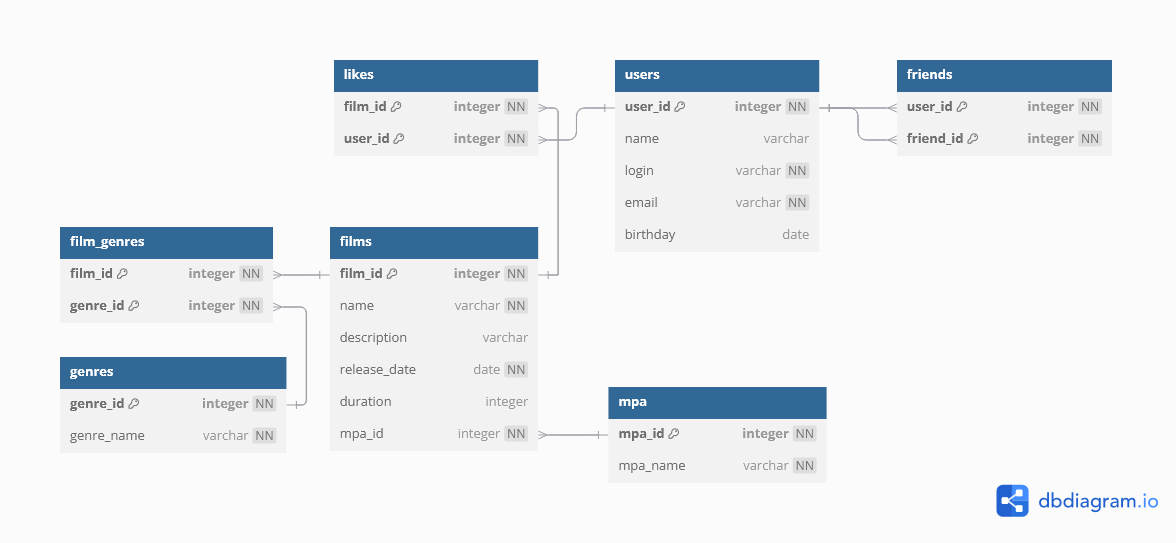 likes
film_id integer NN
user_id integer NN
users
user_id integer NN
name varchar
login varchar NN
email varchar NN
birthday date
friends
user_id integer NN
friend_id integer NN
film_genres
film_id integer NN
genre_id integer NN
films
film_id integer NN
name varchar NN
description varchar
release_date date NN
duration integer
mpa_id integer NN
genres
genre_id integer NN
genre_name varchar NN
mpa
mpa_id integer NN
mpa_name varchar NN
dbdiagram.io